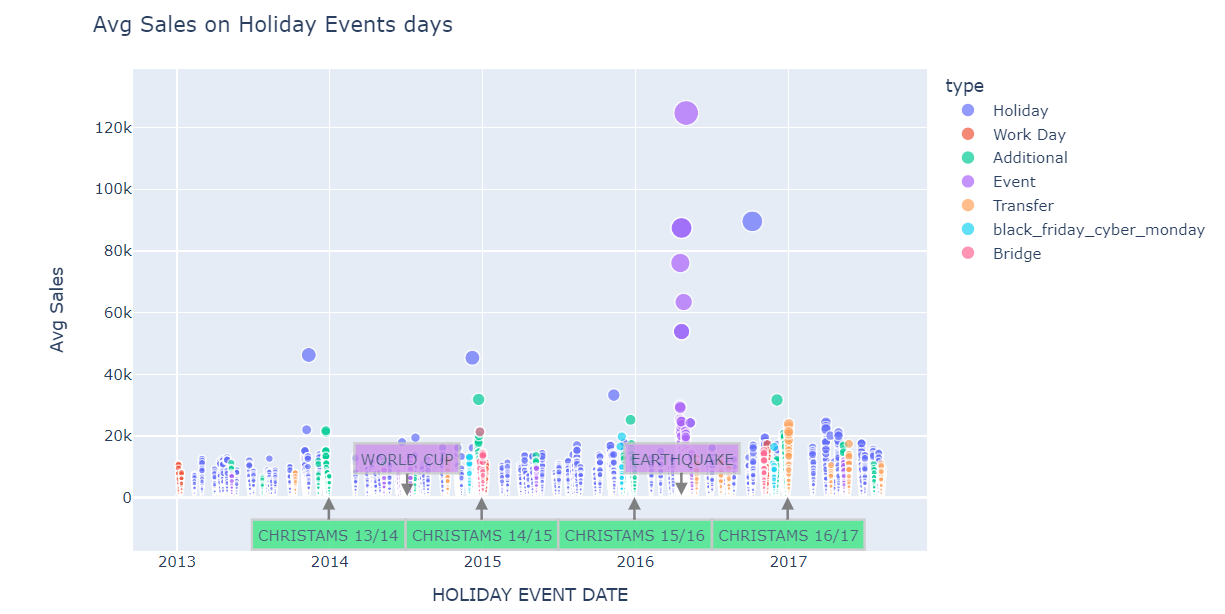 Avg Sales on Holiday Events days
type
Holiday
Work Day
Additional
Event
Transfer
black_friday_cyber_monday
Bridge
Avg Sales
120k
100k
80k
60k
40k
20k
0
WORLD CUP
EARTHQUAKE
CHRISTAMS 13/14
CHRISTAMS 14/15
CHRISTAMS 15/16
CHRISTAMS 16/17
2013
2014
2015
2016
2017
HOLIDAY EVENT DATE